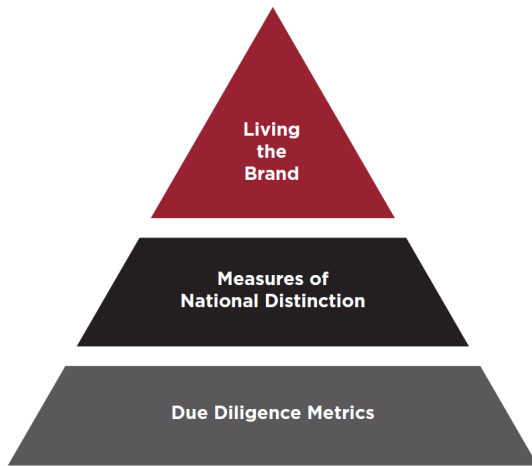 Living
the
Brand
Measures of
National Distinction
Due Diligence Metrics